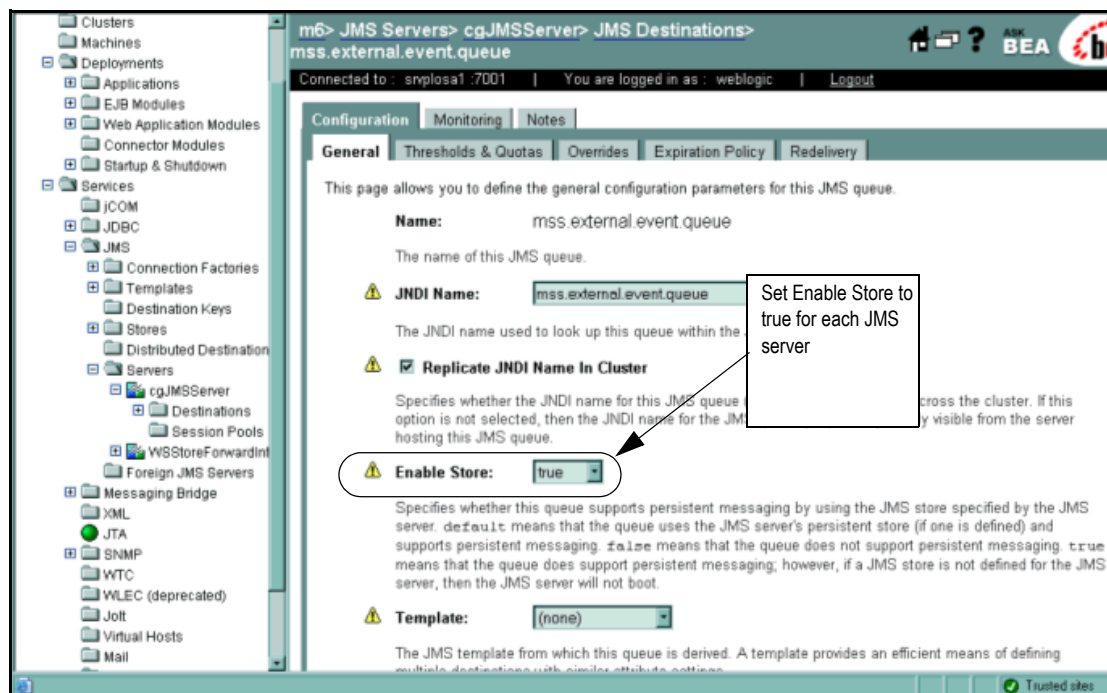 Clusters
Machines
Deployments
Applications
EJB Modules
Web Application Modules
Connector Modules
Startup & Shutdown
Services
jCOM
JDBC
JMS
Connection Factories
Templates
Destination Keys
Stores
Distributed Destination
Servers
cgJMSServer
Destinations
Session Pools
WSStoreForwardInt
Foreign JMS Servers
Messaging Bridge
XML
JTA
SNMP
WTC
WLEC (deprecated)
Jolt
Virtual Hosts
Mail
m6> JMS Servers> cgJMSServer> JMS Destinations>
mss.external.event.queue
? ASK BEA
Connected to : srvplosa1 :7001 | You are logged in as : weblogic | Logout
Configuration Monitoring Notes
General Thresholds & Quotas Overrides Expiration Policy Redelivery
This page allows you to define the general configuration parameters for this JMS queue.
Name: mss.external.event.queue
The name of this JMS queue.
JNDI Name: mss.external.event.queue
The JNDI name used to look up this queue within the
Set Enable Store to
true for each JMS
server
Replicate JNDI Name In Cluster
Specifies whether the JNDI name for this JMS queue cross the cluster. If this
option is not selected, then the JNDI name for the JM y visible from the server
hosting this JMS queue.
Enable Store: true
Specifies whether this queue supports persistent messaging by using the JMS store specified by the JMS
server. default means that the queue uses the JMS server's persistent store (if one is defined) and
supports persistent messaging. false means that the queue does not support persistent messaging. true
means that the queue does support persistent messaging; however, if a JMS store is not defined for the JMS
server, then the JMS server will not boot.
Template: (none)
The JMS template from which this queue is derived. A template provides an efficient means of defining
multiple destinations with similar attribute settings.
Trusted sites